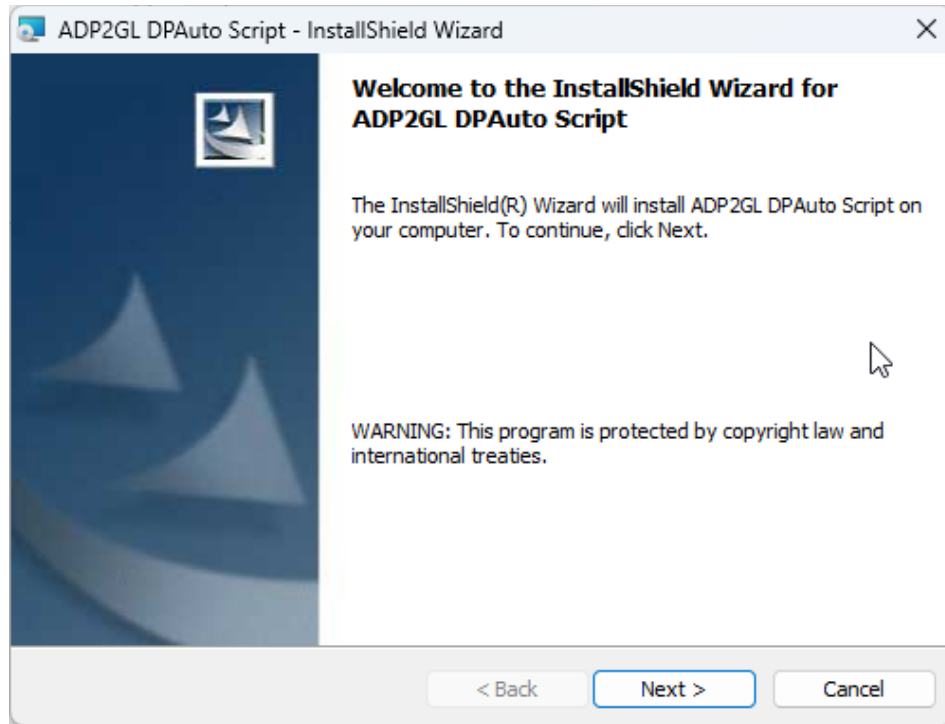 ADP2GL DPAuto Script - InstallShield Wizard
Welcome to the InstallShield Wizard for
ADP2GL DPAuto Script
The InstallShield(R) Wizard will install ADP2GL DPAuto Script on
your computer. To continue, click Next.
WARNING: This program is protected by copyright law and
international treaties.
< Back
Next >
Cancel